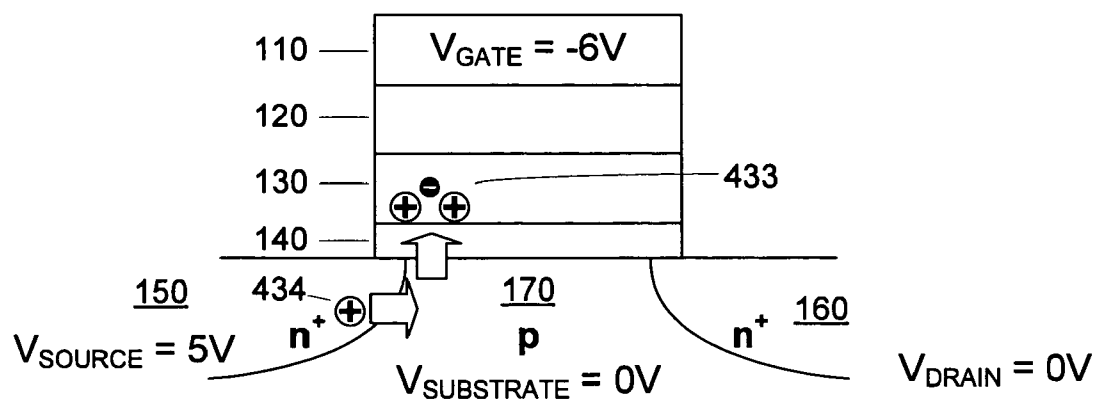 110
V_GATE = -6V
120
130
433
140
150
434
170
160
n+
n+
V_SOURCE = 5V
p
V_SUBSTRATE = 0V
V_DRAIN = 0V